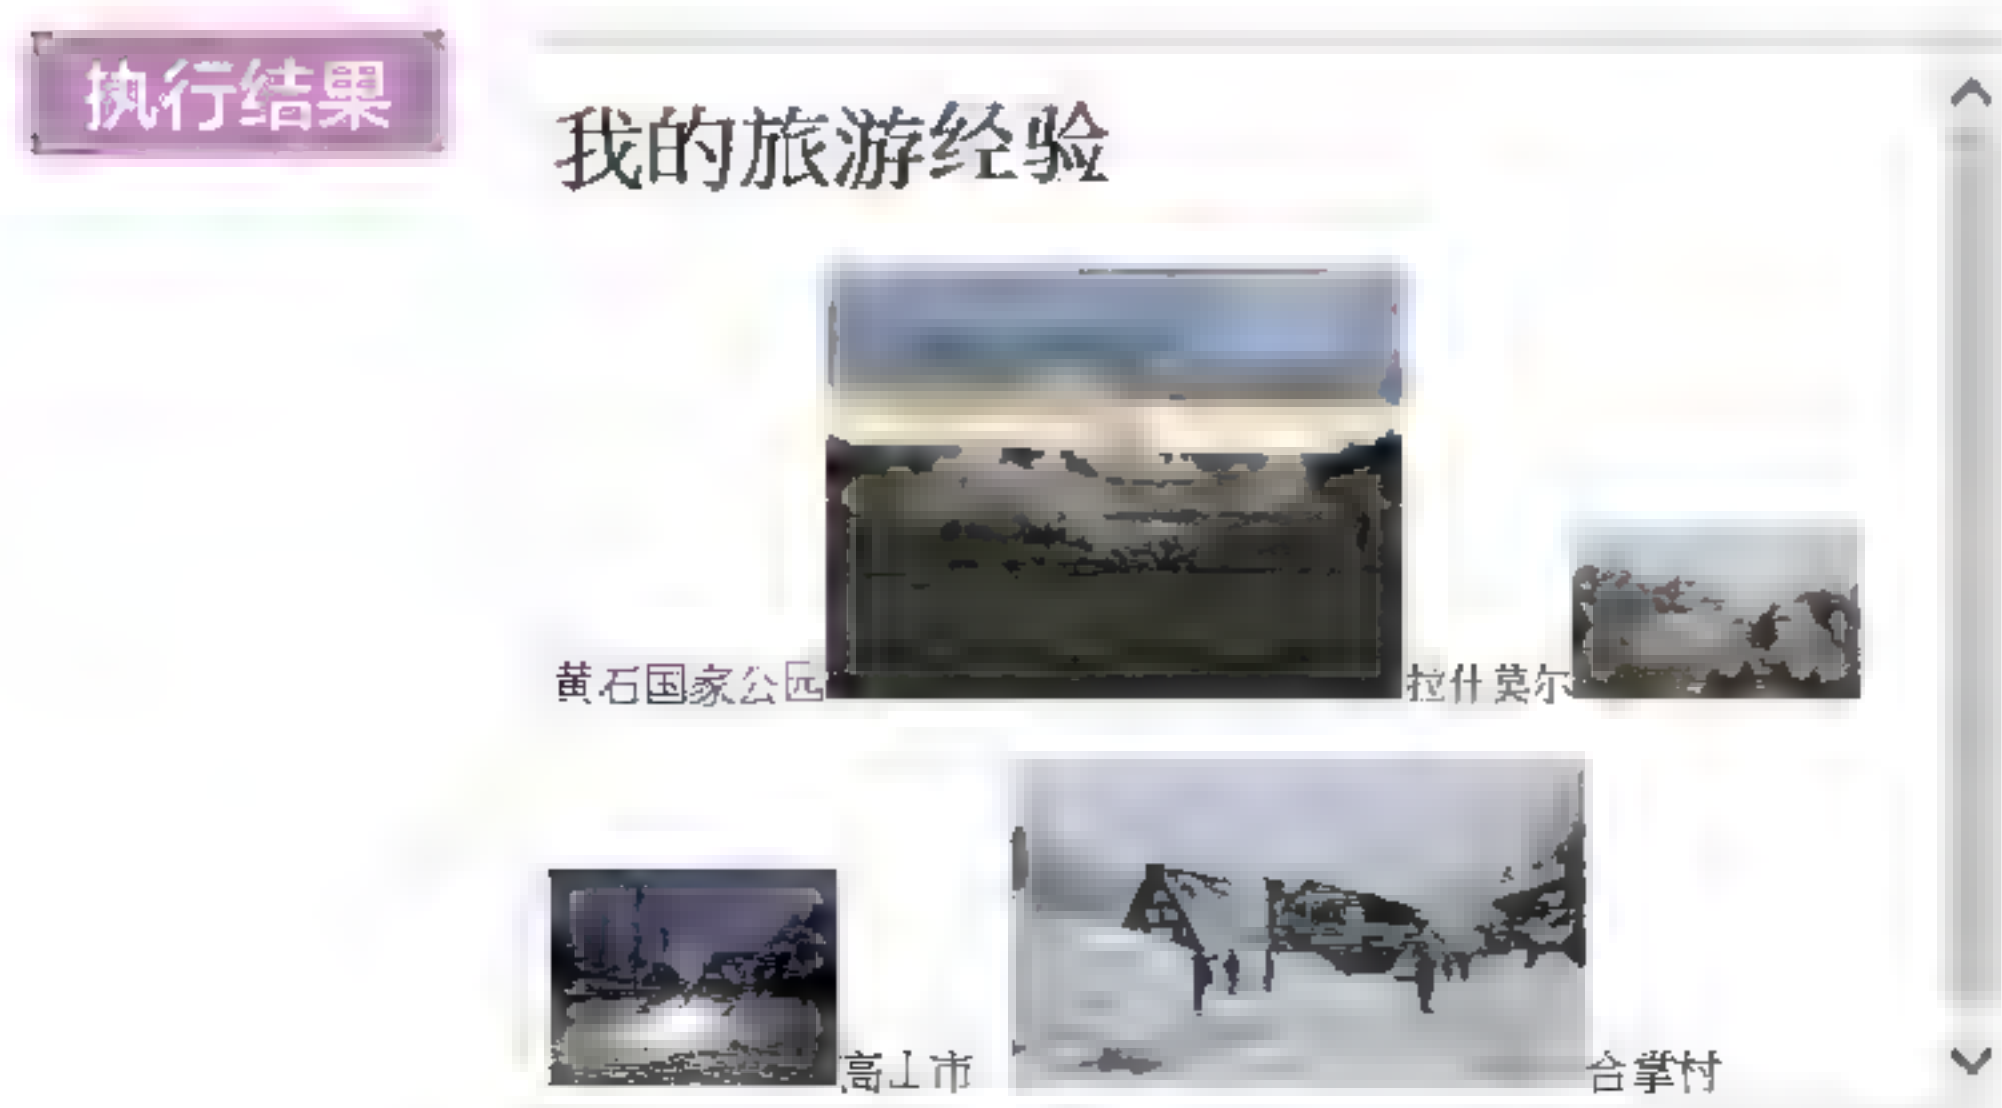 执行结果
我的旅游经验
黄石国家公园 拉什莫尔
高山市 合掌村